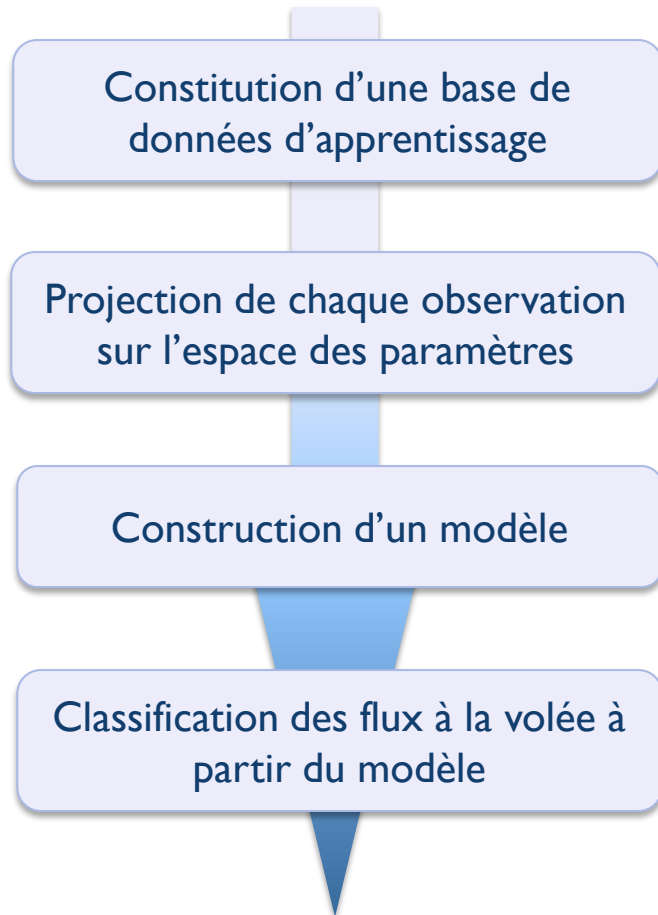 Constitution d’une base de
données d’apprentissage
Projection de chaque observation
sur l’espace des paramètres
Construction d’un modèle
Classification des flux à la volée à
partir du modèle